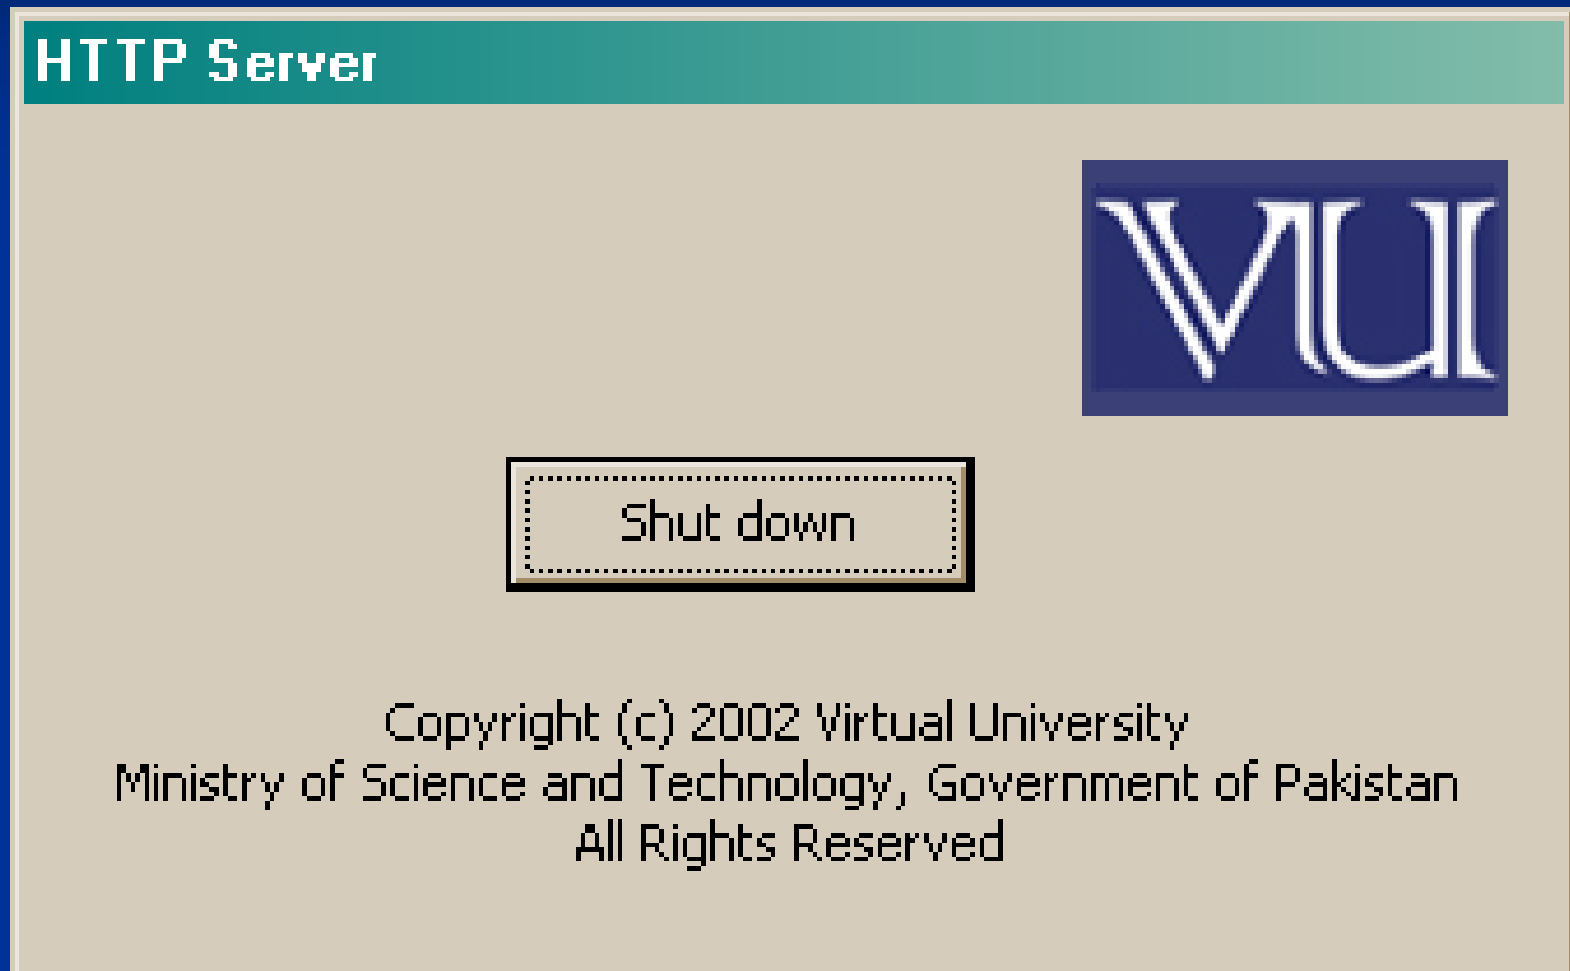 HTTP Server
VU
Shut down
Copyright (c) 2002 Virtual University
Ministry of Science and Technology, Government of Pakistan
All Rights Reserved